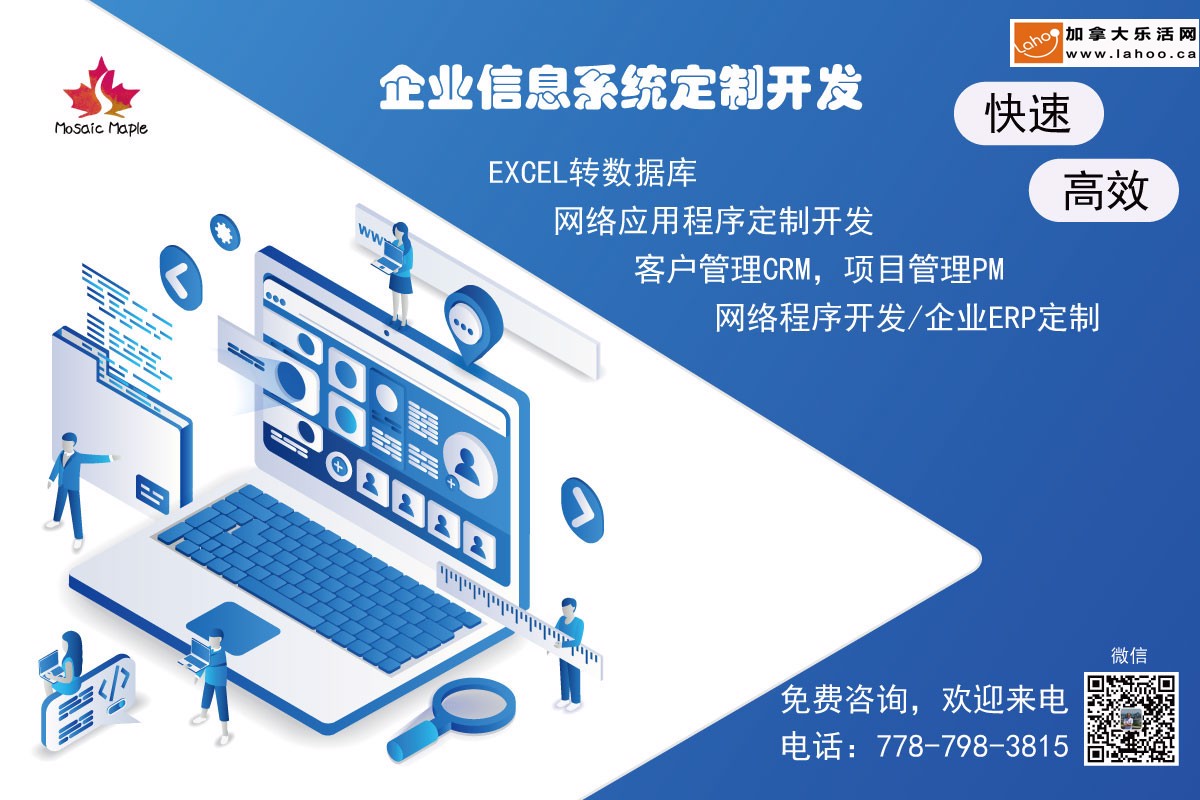 Lahoo
加拿大乐活网
www.lahoo.ca
Mosaic Maple
企业信息系统定制开发
快速
高效
EXCEL转数据库
网络应用程序定制开发
客户管理CRM，项目管理PM
网络程序开发/企业ERP定制
WWW
</>
微信
免费咨询，欢迎来电
电话：778-798-3815